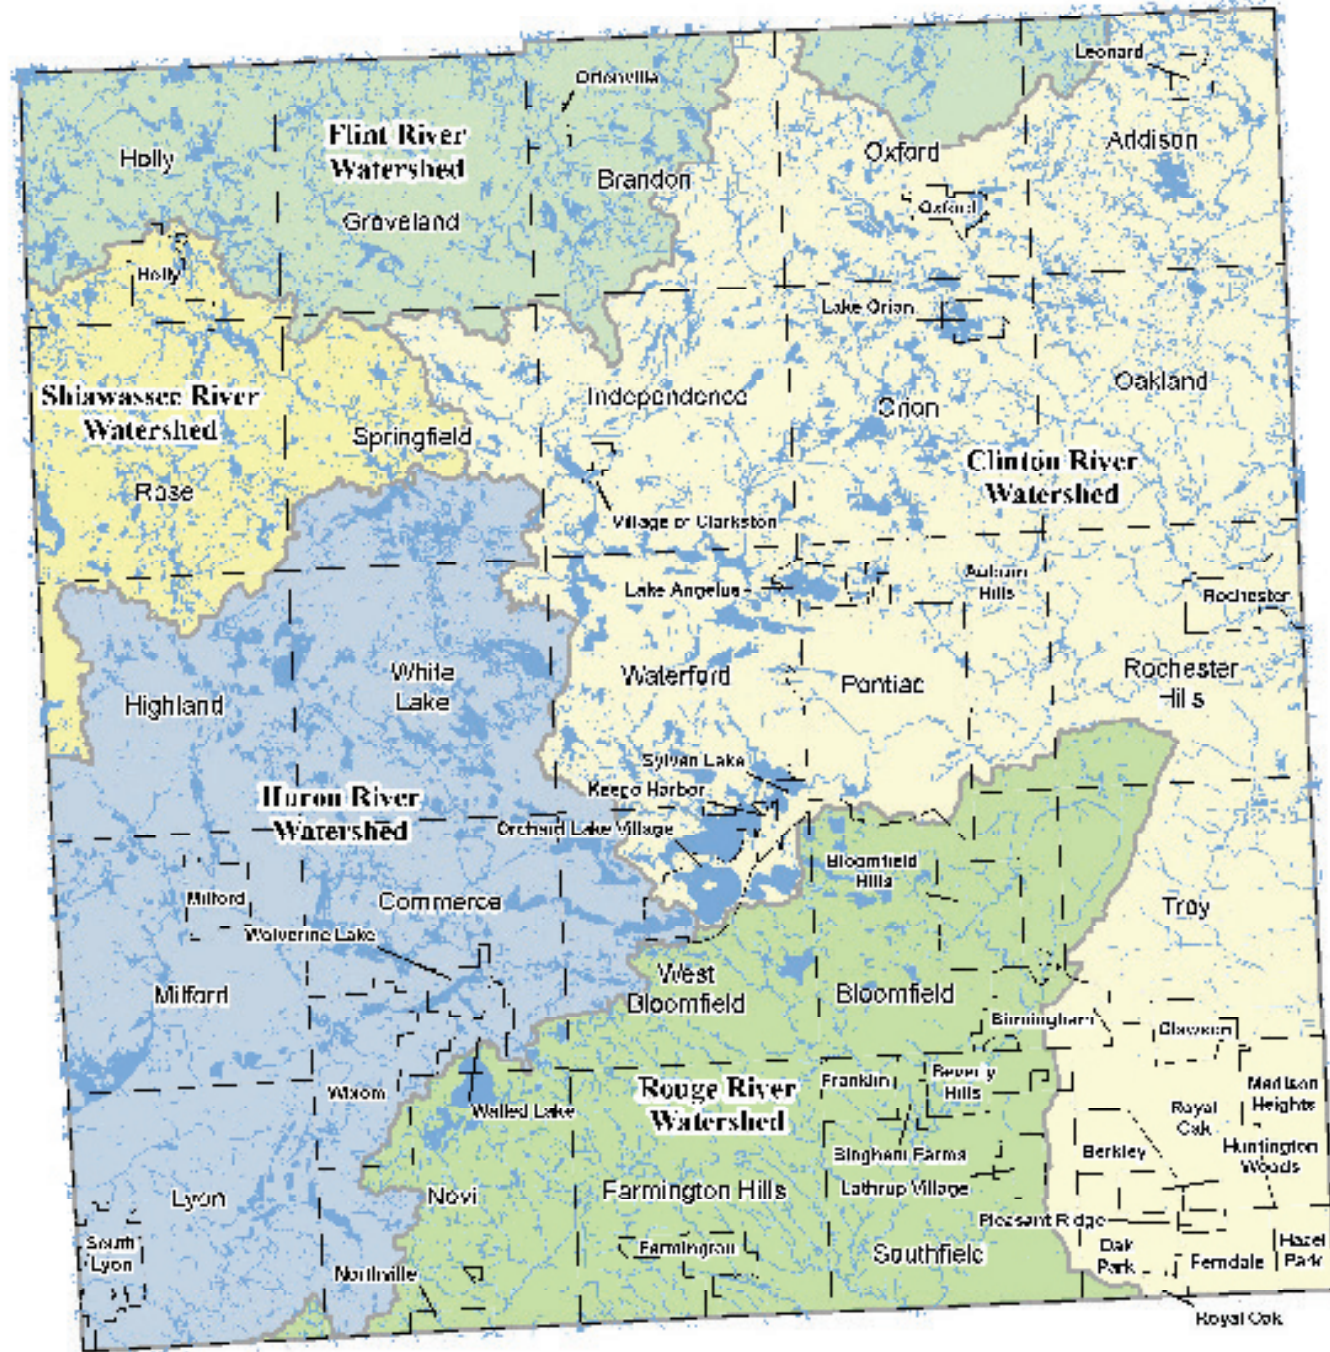 Leonard
Ortonville
Flint River
Watershed
Holly
Addison
Oxford
Brandon
Oxford
Groveland
Holly
Lake Orion
Shiawassee River
Watershed
Independence
Orion
Oakland
Springfield
Clinton River
Watershed
Rose
Village of Clarkston
Lake Angelus
Auburn
Hills
Rochester
White
Lake
Waterford
Pontiac
Rochester
Hills
Highland
Sylvan Lake
Keego Harbor
Huron River
Watershed
Orchard Lake Village
Bloomfield
Hills
Milford
Commerce
Troy
Wolverine Lake
West
Bloomfield
Milford
Bloomfield
Birmingham
Clawson
Wixom
Walled Lake
Rouge River
Watershed
Franklin
Beverly
Hills
Madison
Heights
Royal
Oak
Bingham Farms
Berkley
Huntington
Woods
Lathrup Village
Lyon
Novi
Farmington Hills
Pleasant Ridge
South
Lyon
Farmington
Southfield
Oak
Park
Ferndale
Hazel
Park
Northville
Royal Oak